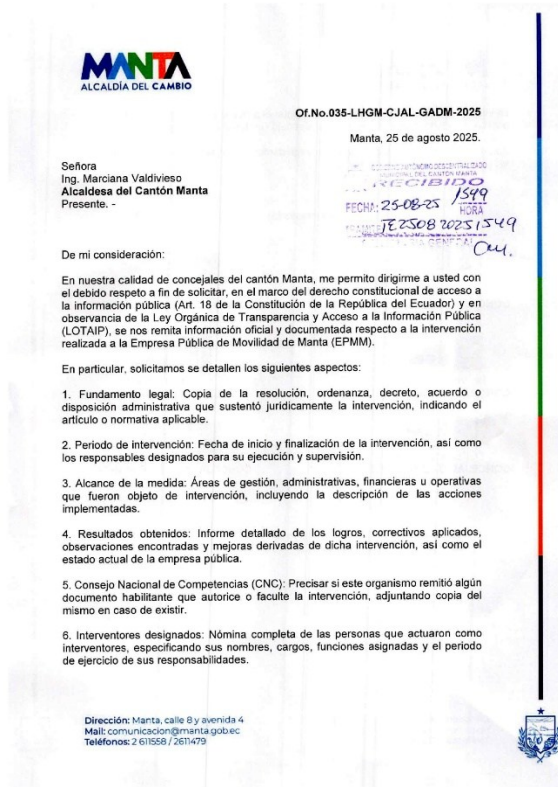 MANTA
ALCALDÍA DEL CAMBIO
Of.No.035-LHGM-CJAL-GADM-2025
Manta, 25 de agosto 2025.
Señora
Ing. Marciana Valdivieso
Alcaldesa del Cantón Manta
Presente. -
RECIBIDO
FECHA: 25-08-25 1549
HORA
TE250820251549
De mi consideración:
En nuestra calidad de concejales del cantón Manta, me permito dirigirme a usted con
el debido respeto a fin de solicitar, en el marco del derecho constitucional de acceso
a la información pública (Art. 18 de la Constitución de la República del Ecuador) y en
observancia de la Ley Orgánica de Transparencia y Acceso a la Información Pública
(LOTAIP), se nos remita información oficial y documentada respecto a la intervención
realizada a la Empresa Pública de Movilidad de Manta (EPMM).
En particular, solicitamos se detallen los siguientes aspectos:
1. Fundamento legal: Copia de la resolución, ordenanza, decreto, acuerdo o
disposición administrativa que sustentó jurídicamente la intervención, indicando el
artículo o normativa aplicable.
2. Periodo de intervención: Fecha de inicio y finalización de la intervención, así como
los responsables designados para su ejecución y supervisión.
3. Alcance de la medida: Áreas de gestión, administrativas, financieras u operativas
que fueron objeto de intervención, incluyendo la descripción de las acciones
implementadas.
4. Resultados obtenidos: Informe detallado de los logros, correctivos aplicados,
observaciones encontradas y mejoras derivadas de dicha intervención, así como el
estado actual de la empresa pública.
5. Consejo Nacional de Competencias (CNC): Precisar si este organismo remitió algún
documento habilitante que autorice o faculte la intervención, adjuntando copia del
mismo en caso de existir.
6. Interventores designados: Nómina completa de las personas que actuaron como
interventores, especificando sus nombres, cargos, funciones asignadas y el periodo
de ejercicio de sus responsabilidades.
Dirección: Manta, calle 8 y avenida 4
Mail: comunicacion@manta.gob.ec
Teléfonos: 2 611558 / 2611479